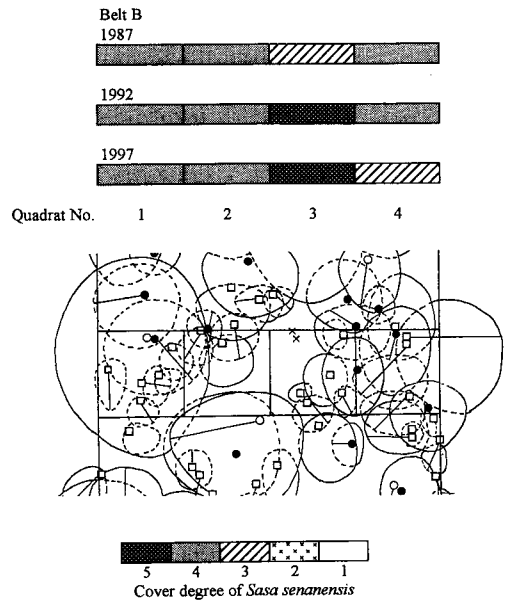 Belt B
1987
1992
1997
Quadrat No. 1 2 3 4
5 4 3 2 1
Cover degree of Sasa senanensis